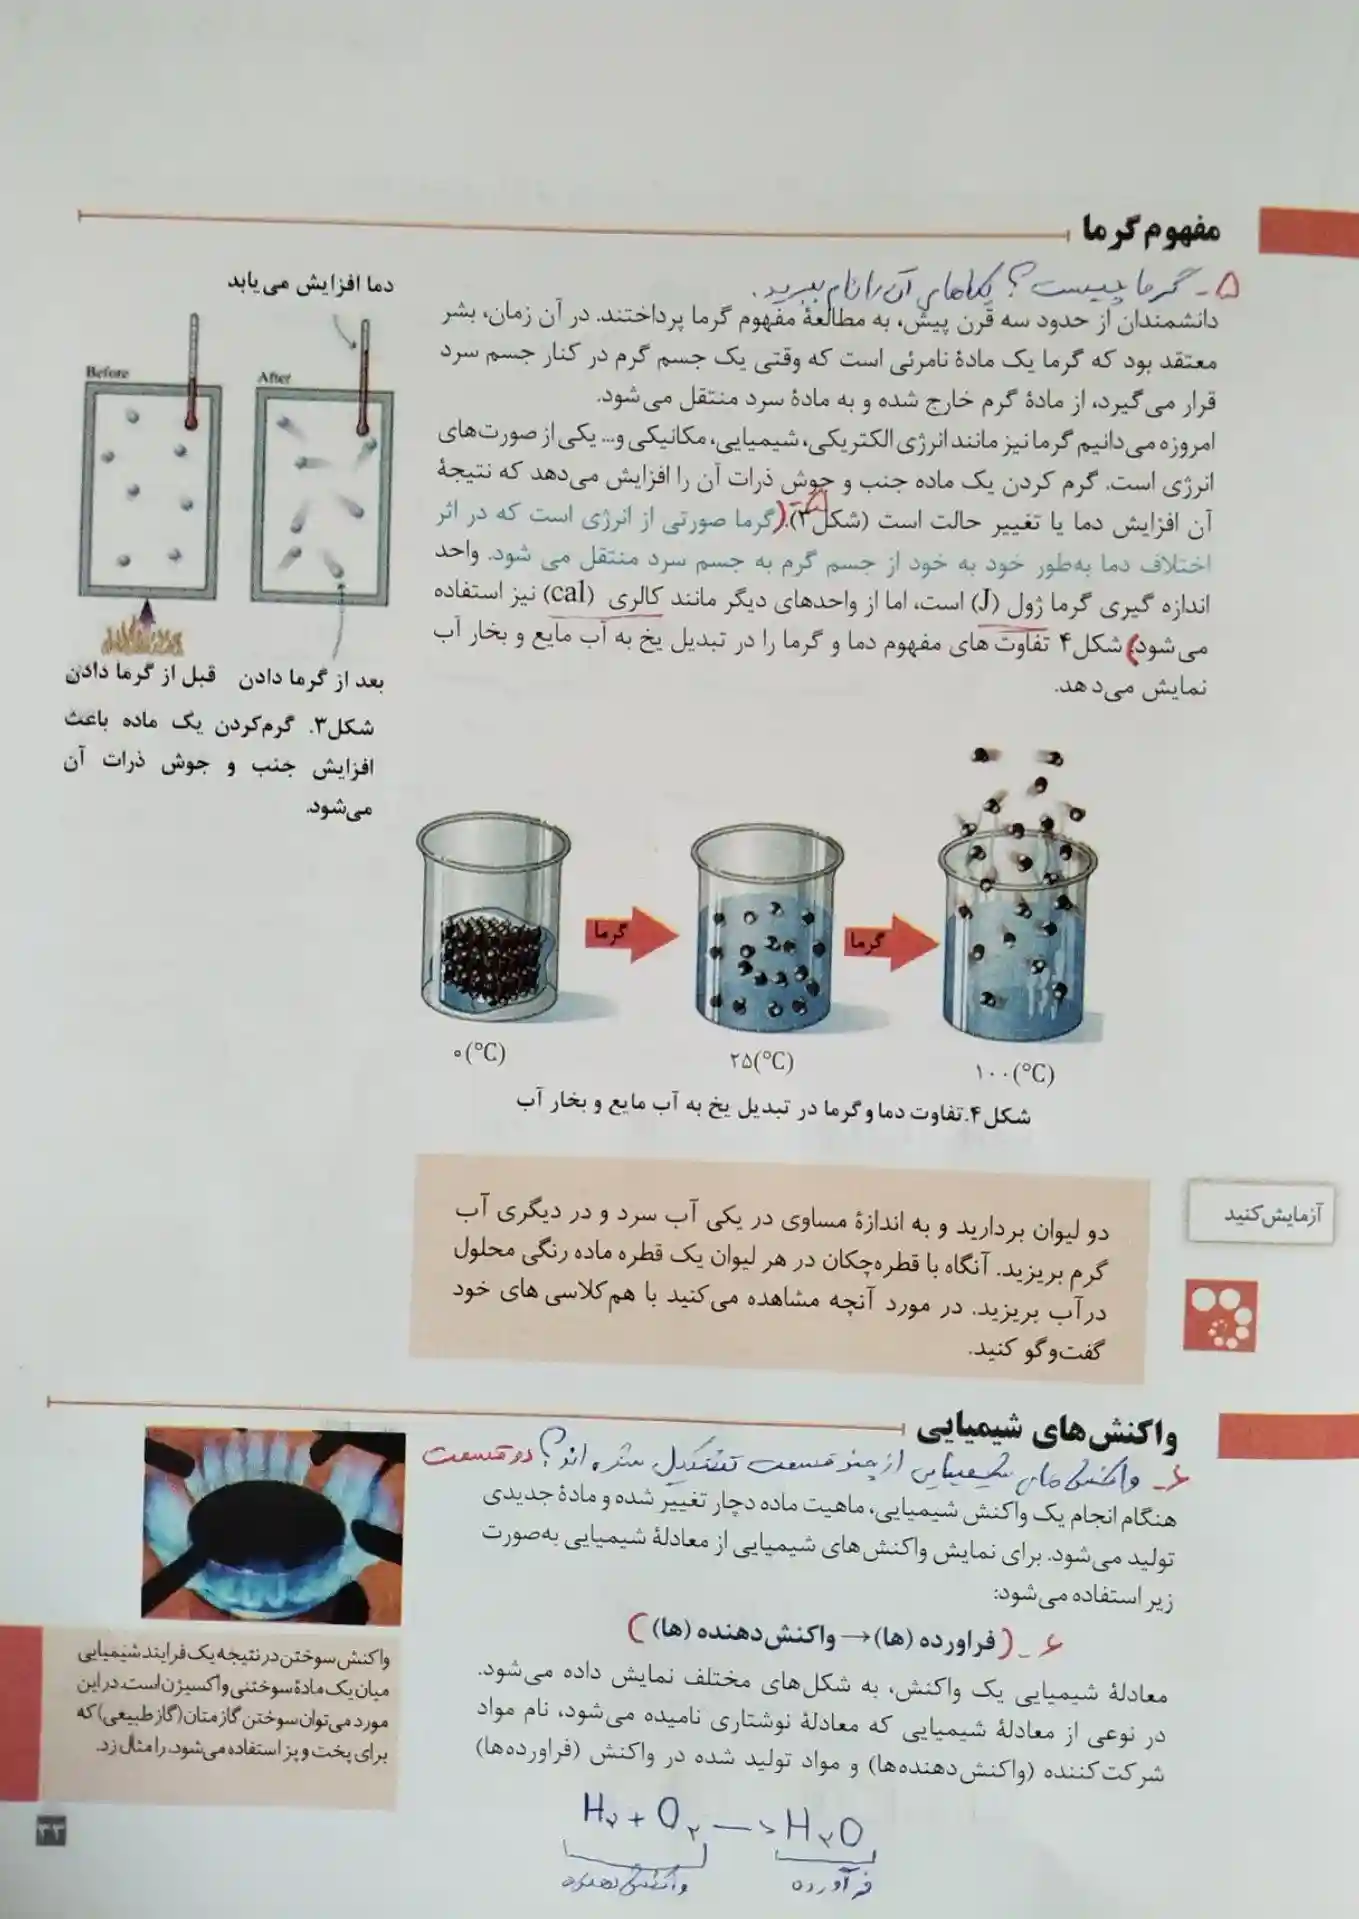 مفهوم گرما
۵- گرما چیست؟ یکاهای آن را نام ببرید.
دانشمندان از حدود سه قرن پیش، به مطالعهٔ مفهوم گرما پرداختند. در آن زمان، بشر
معتقد بود که گرما یک مادهٔ نامرئی است که وقتی یک جسم گرم در کنار جسم سرد
قرار می‌گیرد، از مادهٔ گرم خارج شده و به مادهٔ سرد منتقل می‌شود.
امروزه می‌دانیم گرما نیز مانند انرژی الکتریکی، شیمیایی، مکانیکی و... یکی از صورت‌های
انرژی است. گرم کردن یک ماده جنب و جوش ذرات آن را افزایش می‌دهد که نتیجهٔ
آن افزایش دما یا تغییر حالت است (شکل۳). (گرما صورتی از انرژی است که در اثر
اختلاف دما به‌طور خود به خود از جسم گرم به جسم سرد منتقل می شود. واحد
اندازه گیری گرما ژول (J) است، اما از واحدهای دیگر مانند کالری (cal) نیز استفاده
می‌شود.) شکل۴ تفاوت های مفهوم دما و گرما را در تبدیل یخ به آب مایع و بخار آب
نمایش می‌دهد.
دما افزایش می‌یابد
Before
After
بعد از گرما دادن
قبل از گرما دادن
شکل۳. گرم‌کردن یک ماده باعث
افزایش جنب و جوش ذرات آن
می‌شود.
گرما
گرما
۰(°C)
۲۵(°C)
۱۰۰(°C)
شکل۴.تفاوت دما و گرما در تبدیل یخ به آب مایع و بخار آب
آزمایش کنید
دو لیوان بردارید و به اندازهٔ مساوی در یکی آب سرد و در دیگری آب
گرم بریزید. آنگاه با قطره‌چکان در هر لیوان یک قطره ماده رنگی محلول
در آب بریزید. در مورد آنچه مشاهده می‌کنید با هم‌کلاسی های خود
گفت‌وگو کنید.
واکنش‌های شیمیایی
۶- واکنش های شیمیایی از چند قسمت تشکیل شده اند؟ دو قسمت
هنگام انجام یک واکنش شیمیایی، ماهیت ماده دچار تغییر شده و مادهٔ جدیدی
تولید می‌شود. برای نمایش واکنش‌های شیمیایی از معادلهٔ شیمیایی به‌صورت
زیر استفاده می‌شود:
۶- (فراورده (ها)→واکنش‌دهنده (ها))
معادلهٔ شیمیایی یک واکنش، به شکل‌های مختلف نمایش داده می‌شود.
در نوعی از معادلهٔ شیمیایی که معادلهٔ نوشتاری نامیده می‌شود، نام مواد
شرکت‌کننده (واکنش‌دهنده‌ها) و مواد تولید شده در واکنش (فراورده‌ها)
واکنش سوختن در نتیجه یک فرایند شیمیایی
میان یک مادهٔ سوختنی و اکسیژن است. در این
مورد می‌توان سوختن گاز متان (گاز طبیعی) که
برای پخت و پز استفاده می‌شود، را مثال زد.
H۲ + O۲ → H۲O
واکنش دهنده
فرآورده
۳۳